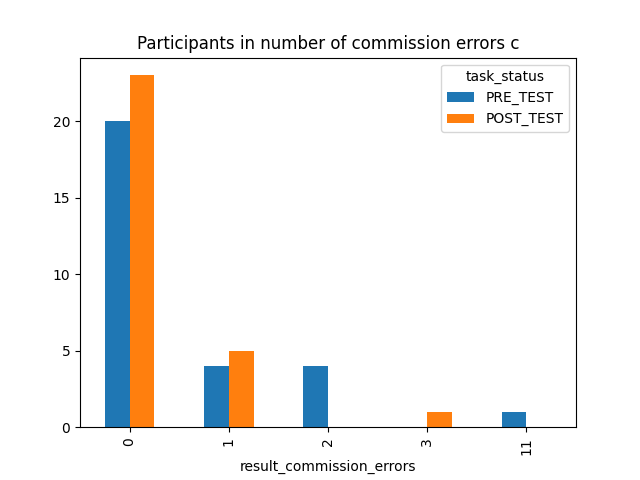 Participants in number of commission errors c
task_status
PRE_TEST
POST_TEST
20
15
10
5
0
0
1
2
3
11
result_commission_errors